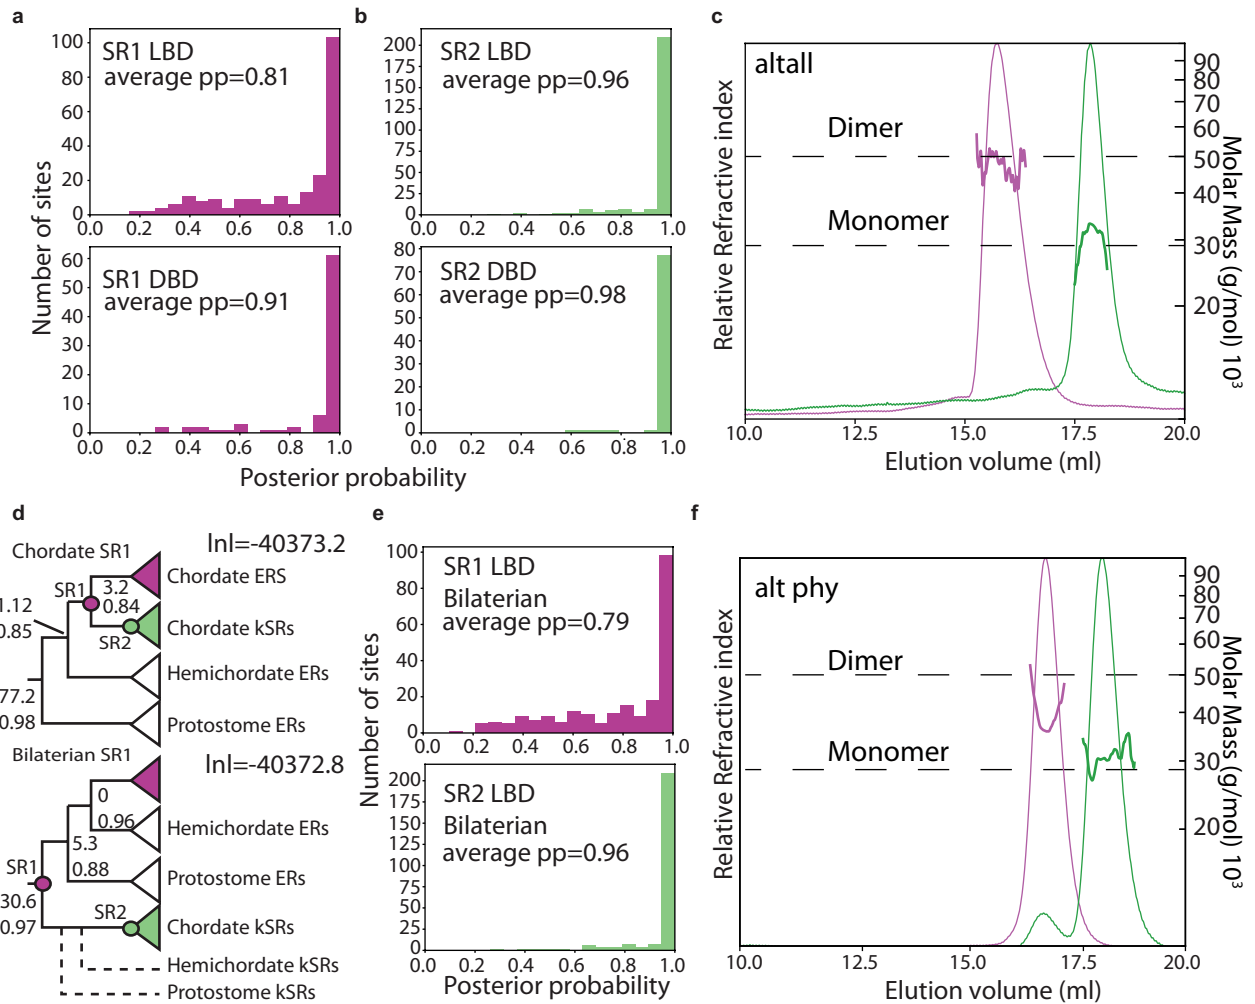 a
SR1 LBD
average pp=0.81
100
80
60
40
20
0
0.0 0.2 0.4 0.6 0.8 1.0
SR1 DBD
average pp=0.91
60
50
40
30
20
10
0
0.0 0.2 0.4 0.6 0.8 1.0
Number of sites
b
SR2 LBD
average pp=0.96
200
175
150
125
100
75
50
25
0
0.0 0.2 0.4 0.6 0.8 1.0
SR2 DBD
average pp=0.98
80
70
60
50
40
30
20
10
0
0.0 0.2 0.4 0.6 0.8 1.0
Posterior probability
c
altall
Dimer
Monomer
Relative Refractive index
90
80
70
60
50
40
30
20
Molar Mass (g/mol) 10³
10.0 12.5 15.0 17.5 20.0
Elution volume (ml)
d
lnl=-40373.2
Chordate SR1
SR1
3.2
0.84
Chordate ERS
1.12
0.85
SR2
Chordate kSRs
Hemichordate ERs
77.2
0.98
Protostome ERs
Bilaterian SR1
lnl=-40372.8
0
0.96
Hemichordate ERs
5.3
0.88
Protostome ERs
SR1
30.6
0.97
SR2
Chordate kSRs
Hemichordate kSRs
Protostome kSRs
e
SR1 LBD
Bilaterian
average pp=0.79
100
80
60
40
20
0
0.0 0.2 0.4 0.6 0.8 1.0
Number of sites
SR2 LBD
Bilaterian
average pp=0.96
200
175
150
125
100
75
50
25
0
0.0 0.2 0.4 0.6 0.8 1.0
Posterior probability
f
alt phy
Dimer
Monomer
Relative Refractive index
90
80
70
60
50
40
30
20
Molar Mass (g/mol) 10³
10.0 12.5 15.0 17.5 20.0
Elution volume (ml)